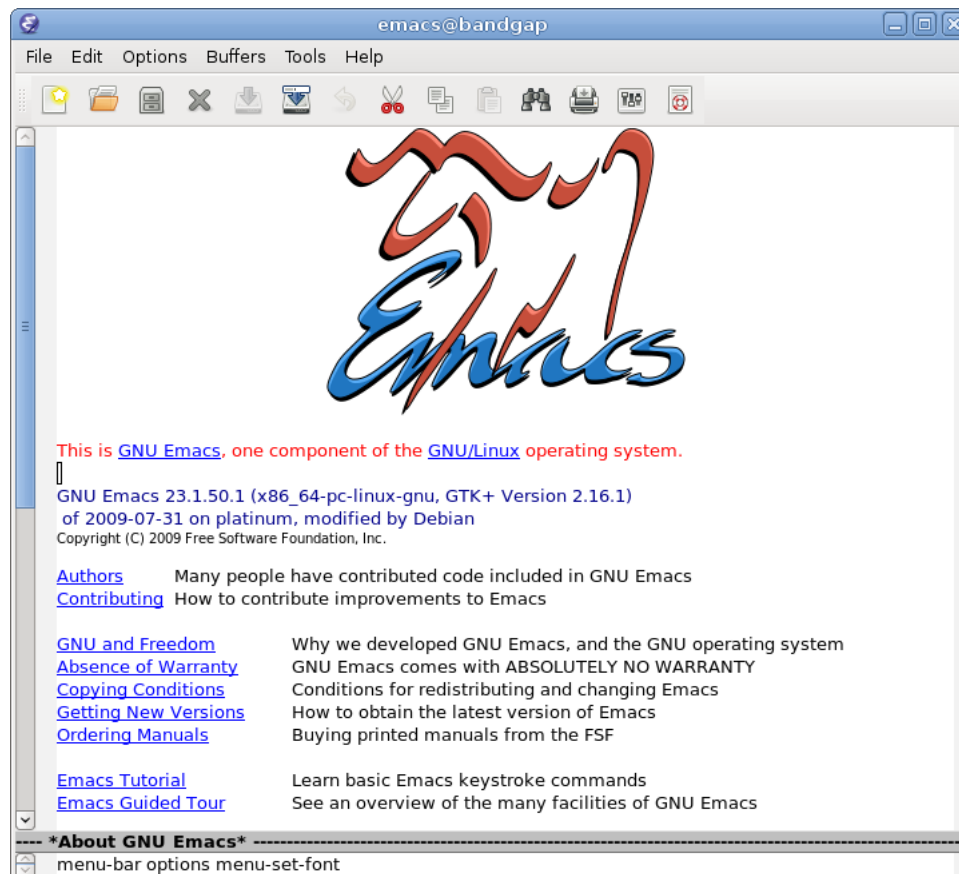 emacs@bandgap
File Edit Options Buffers Tools Help
Emacs
This is GNU Emacs, one component of the GNU/Linux operating system.
GNU Emacs 23.1.50.1 (x86_64-pc-linux-gnu, GTK+ Version 2.16.1)
of 2009-07-31 on platinum, modified by Debian
Copyright (C) 2009 Free Software Foundation, Inc.
Authors Many people have contributed code included in GNU Emacs
Contributing How to contribute improvements to Emacs
GNU and Freedom Why we developed GNU Emacs, and the GNU operating system
Absence of Warranty GNU Emacs comes with ABSOLUTELY NO WARRANTY
Copying Conditions Conditions for redistributing and changing Emacs
Getting New Versions How to obtain the latest version of Emacs
Ordering Manuals Buying printed manuals from the FSF
Emacs Tutorial Learn basic Emacs keystroke commands
Emacs Guided Tour See an overview of the many facilities of GNU Emacs
---- *About GNU Emacs* ----
menu-bar options menu-set-font